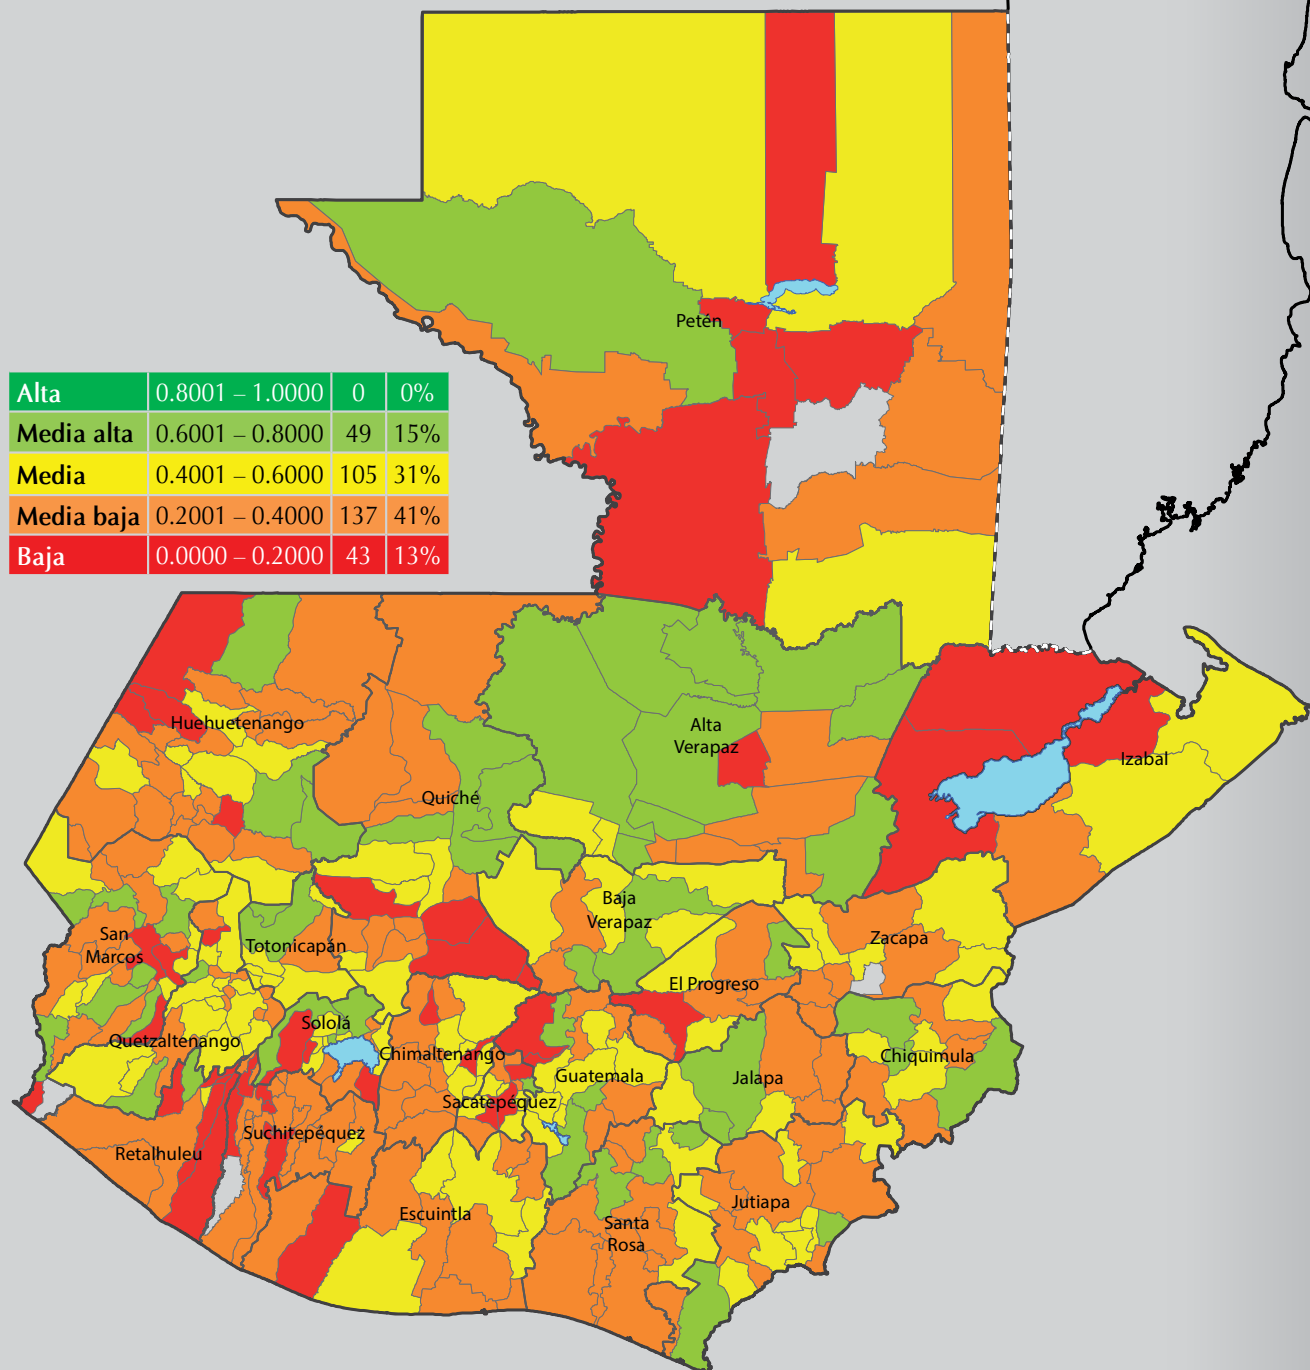 Petén
Alta 0.8001 – 1.0000 0 0%
Media alta 0.6001 – 0.8000 49 15%
Media 0.4001 – 0.6000 105 31%
Media baja 0.2001 – 0.4000 137 41%
Baja 0.0000 – 0.2000 43 13%
Huehuetenango
Alta
Verapaz
Izabal
Quiché
Baja
Verapaz
San
Marcos
Totonicapán
Zacapa
El Progreso
Sololá
Quetzaltenango
Chimaltenango
Chiquimula
Guatemala
Jalapa
Sacatepéquez
Suchitepéquez
Retalhuleu
Jutiapa
Escuintla
Santa
Rosa